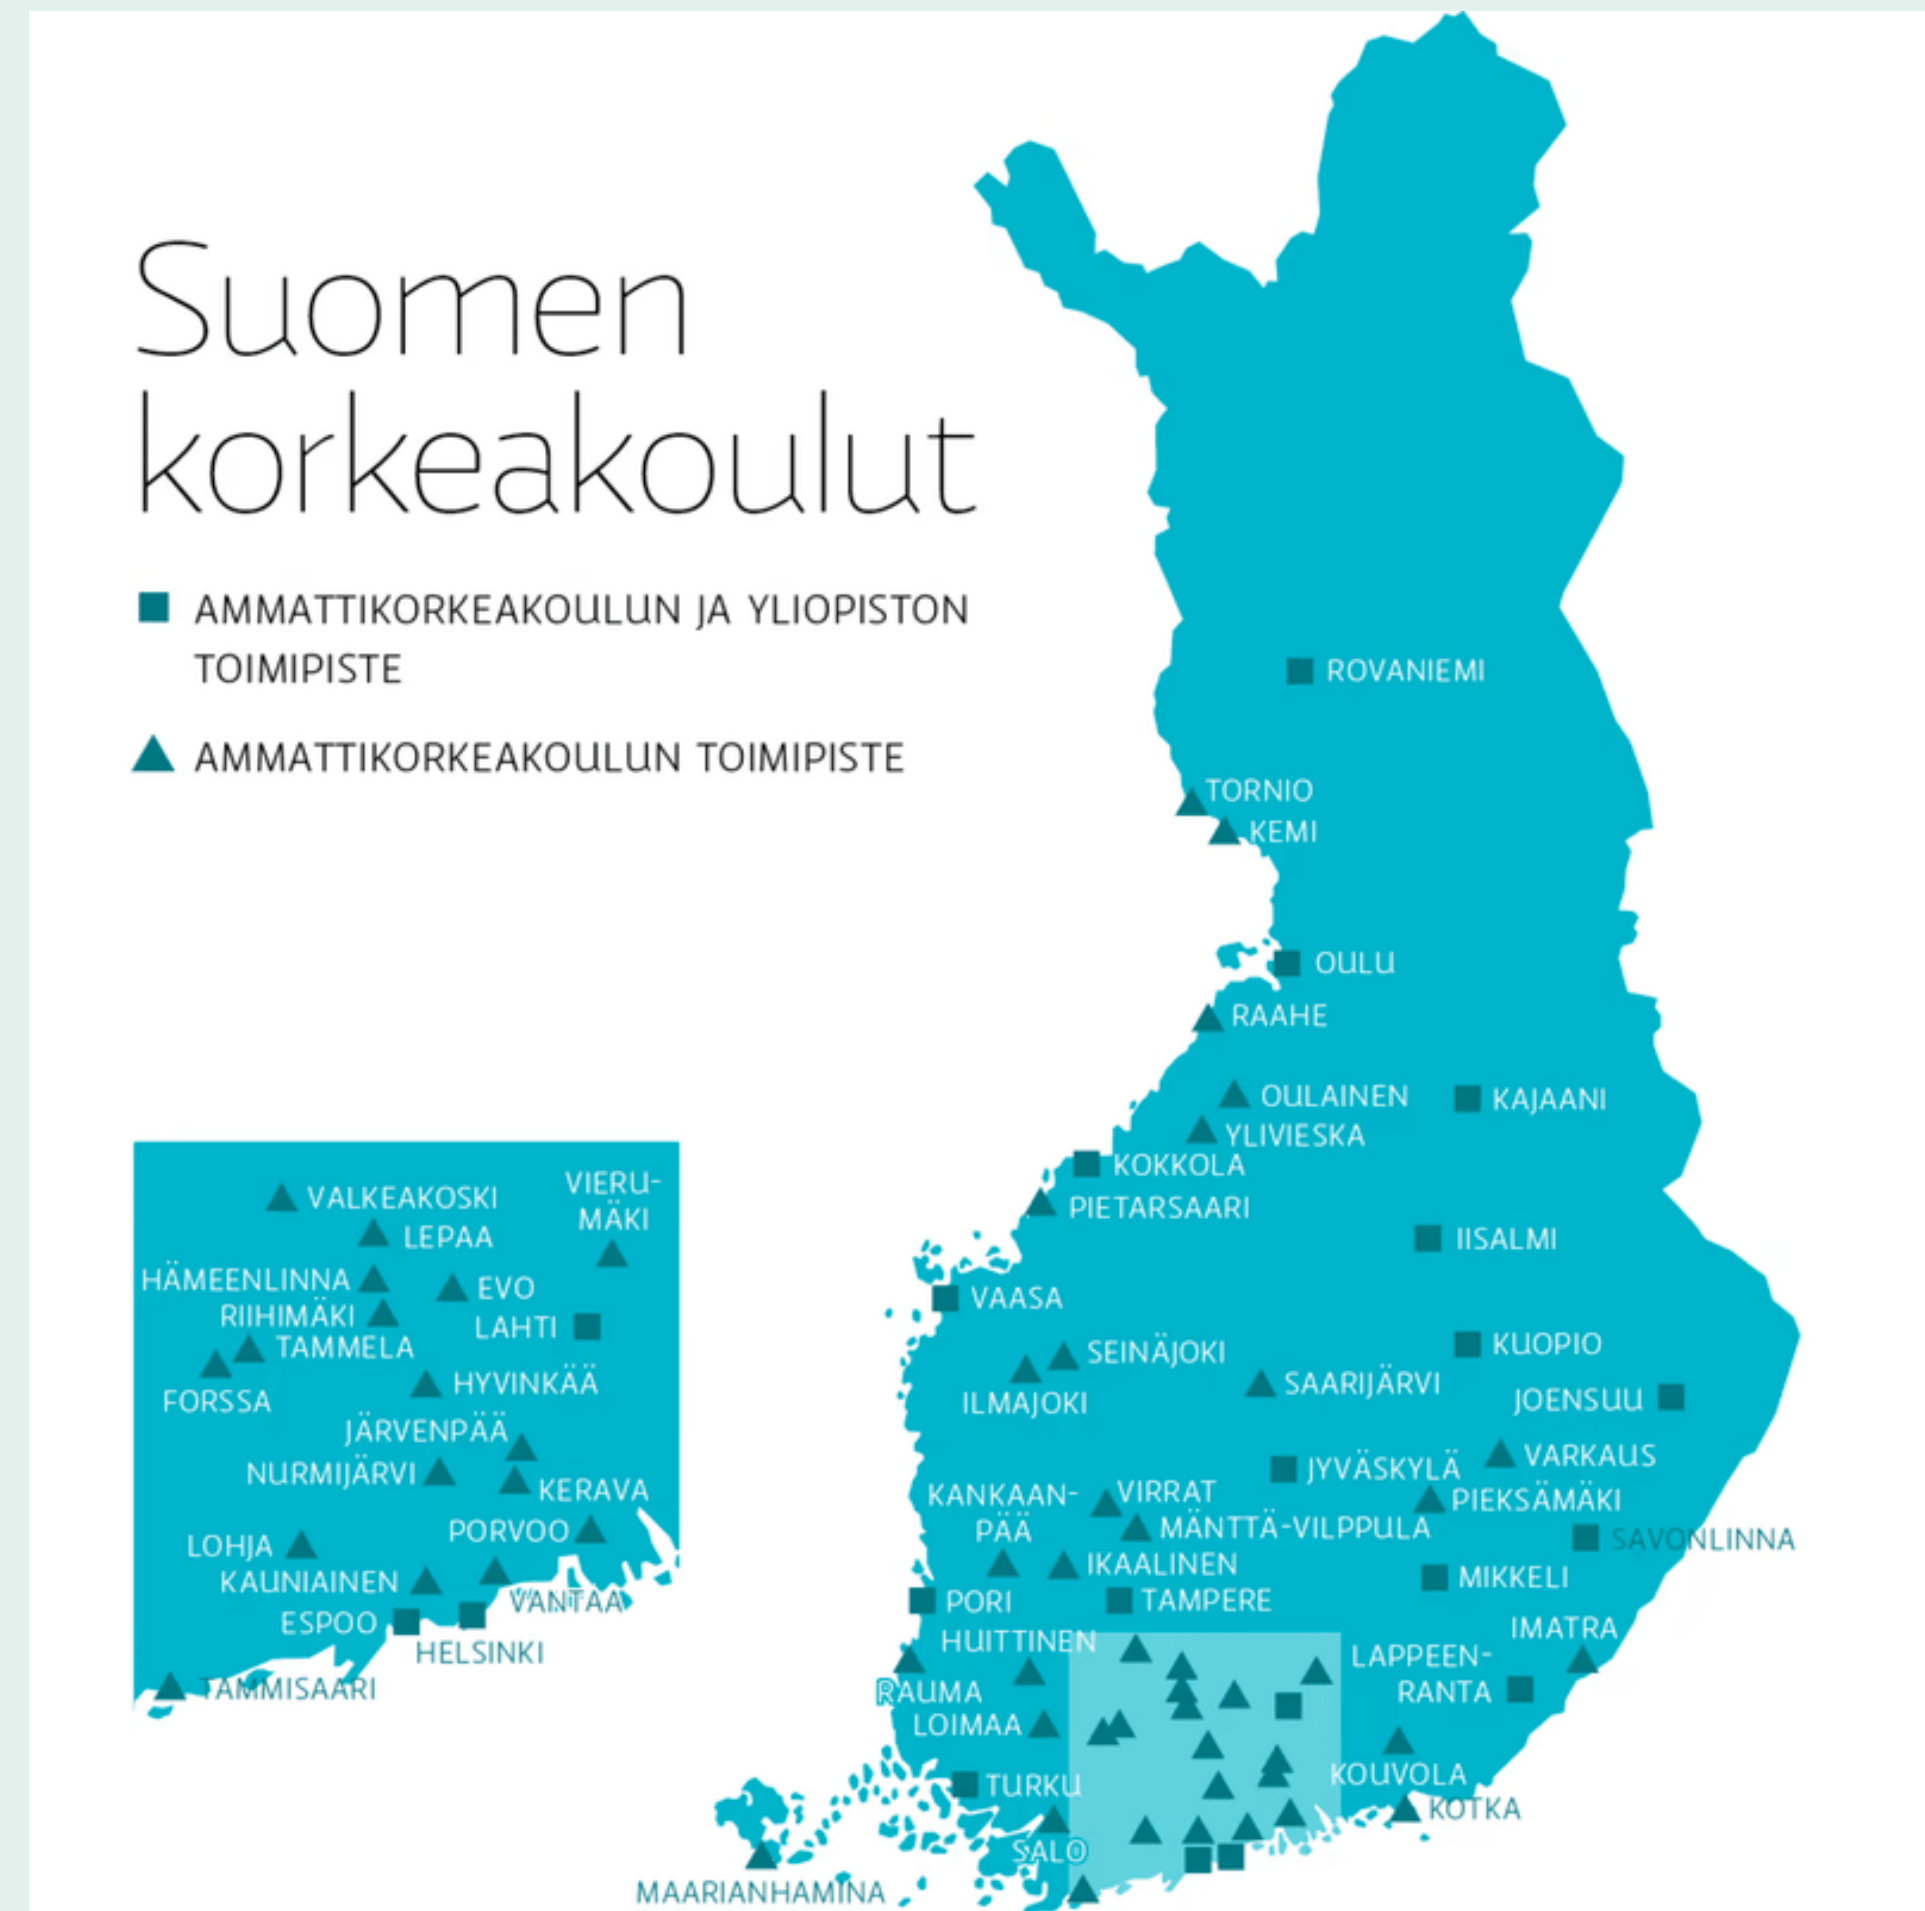 Suomen
korkeakoulut
AMMATTIKORKEAKOULUN JA YLIOPISTON
TOIMIPISTE
AMMATTIKORKEAKOULUN TOIMIPISTE
ROVANIEMI
TORNIO
KEMI
OULU
RAAHE
OULAINEN
KAJAANI
YLIVIESKA
KOKKOLA
PIETARSAARI
IISALMI
VAASA
SEINÄJOKI
KUOPIO
ILMAJOKI
SAARIJÄRVI
JOENSUU
VARKAUS
JYVÄSKYLÄ
KANKAAN-
PÄÄ
VIRRAT
PIEKSÄMÄKI
MÄNTTÄ-VILPPULA
SAVONLINNA
IKAALINEN
MIKKELI
PORI
TAMPERE
IMATRA
HUITTINEN
LAPPEEN-
RANTA
RAUMA
LOIMAA
KOUVOLA
TURKU
KOTKA
SALO
MAARIANHAMINA
VALKEAKOSKI
VIERU-
MÄKI
LEPAA
HÄMEENLINNA
EVO
RIIHIMÄKI
LAHTI
TAMMELA
HYVINKÄÄ
FORSSA
JÄRVENPÄÄ
NURMIJÄRVI
KERAVA
PORVOO
LOHJA
KAUNIAINEN
VANTAA
ESPOO
HELSINKI
TAMMISAARI